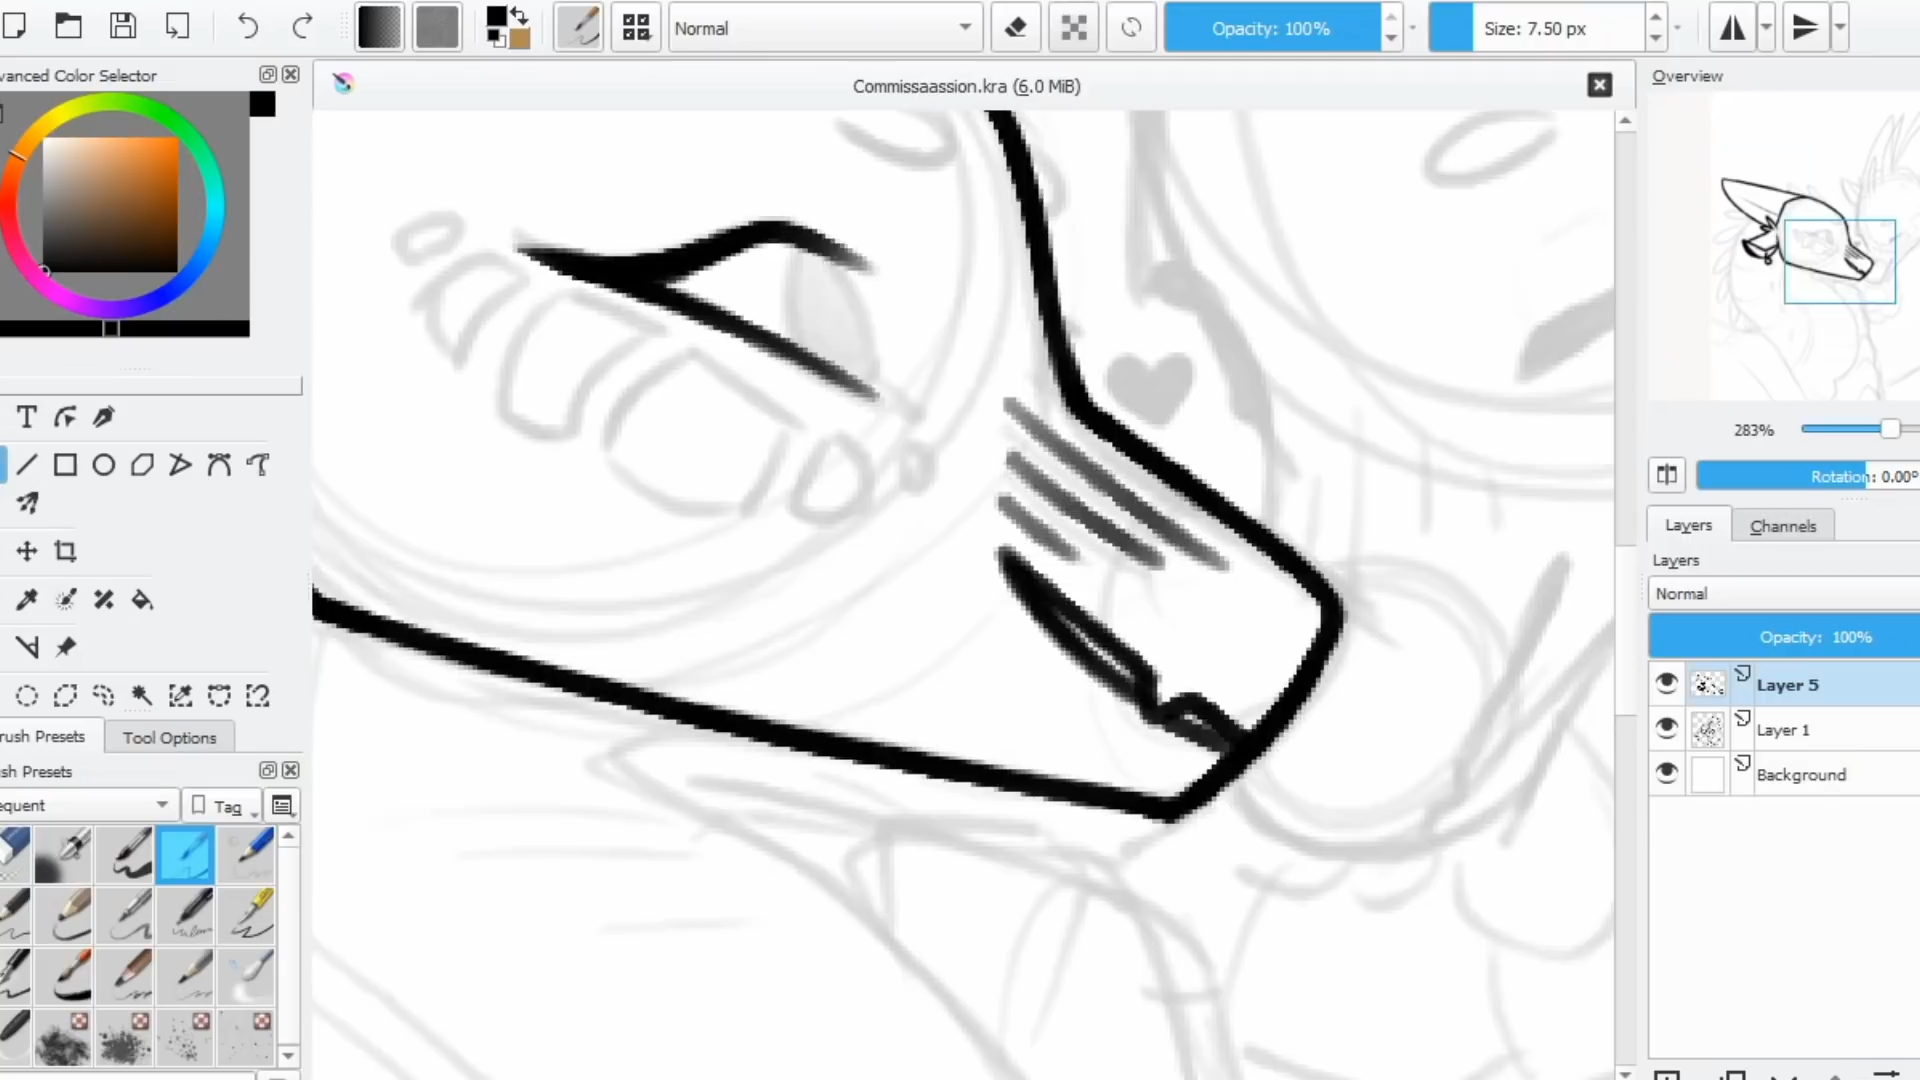 Normal
Opacity: 100%
Size: 7.50 px
vanced Color Selector
Commissaassion.kra (6.0 MiB)
Overview
283%
Rotation: 0.00°
Layers
Channels
Layers
Normal
Opacity: 100%
Layer 5
Layer 1
Background
T
rush Presets
Tool Options
sh Presets
equent
Tag